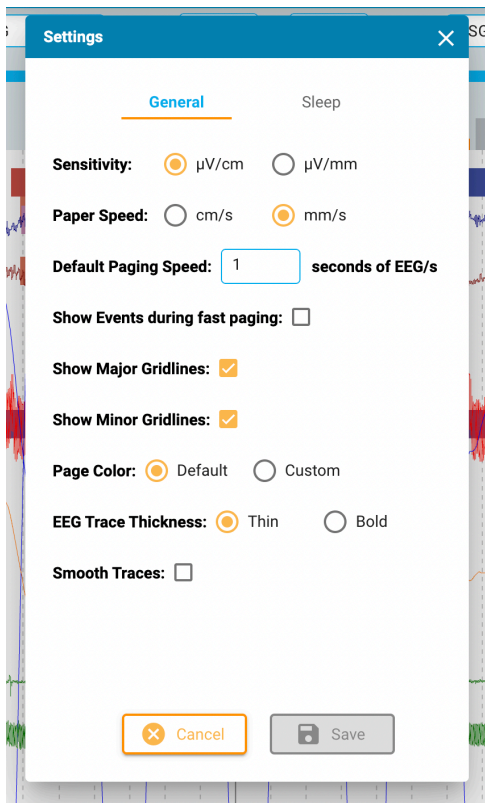 Settings
General Sleep
Sensitivity: µV/cm µV/mm
Paper Speed: cm/s mm/s
Default Paging Speed: 1 seconds of EEG/s
Show Events during fast paging:
Show Major Gridlines:
Show Minor Gridlines:
Page Color: Default Custom
EEG Trace Thickness: Thin Bold
Smooth Traces:
Cancel Save